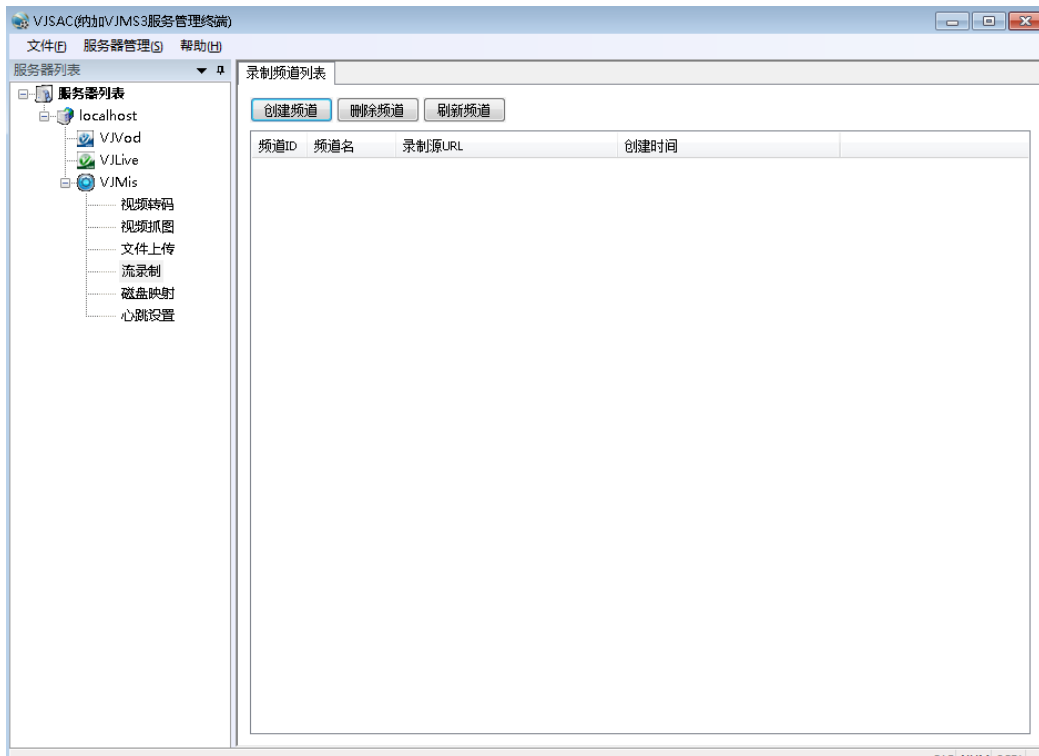 VJSAC(纳加VJMS3服务管理终端)
文件(F) 服务器管理(S) 帮助(H)
服务器列表
录制频道列表
服务器列表
创建频道 删除频道 刷新频道
localhost
频道ID 频道名 录制源URL 创建时间
VJVod
VJLive
VJMis
视频转码
视频抓图
文件上传
流录制
磁盘映射
心跳设置